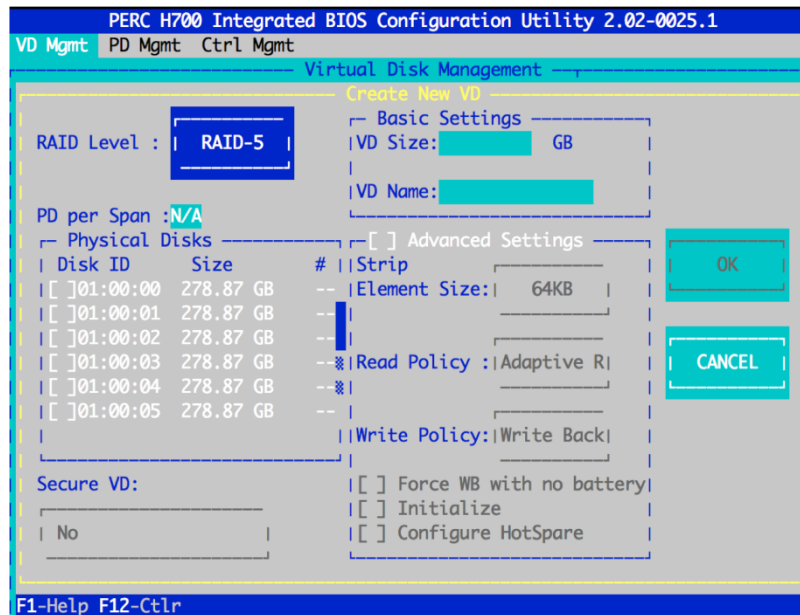 PERC H700 Integrated BIOS Configuration Utility 2.02-0025.1
VD Mgmt PD Mgmt Ctrl Mgmt
Virtual Disk Management
Create New VD
RAID Level : RAID-5
Basic Settings
VD Size: GB
VD Name:
PD per Span :N/A
Physical Disks
Disk ID Size #
[ ]01:00:00 278.87 GB --
[ ]01:00:01 278.87 GB --
[ ]01:00:02 278.87 GB --
[ ]01:00:03 278.87 GB --
[ ]01:00:04 278.87 GB --
[ ]01:00:05 278.87 GB --
[ ] Advanced Settings
Strip
Element Size: 64KB
Read Policy : Adaptive R
Write Policy: Write Back
[ ] Force WB with no battery
[ ] Initialize
[ ] Configure HotSpare
Secure VD:
No
OK
CANCEL
F1-Help F12-Ctlr